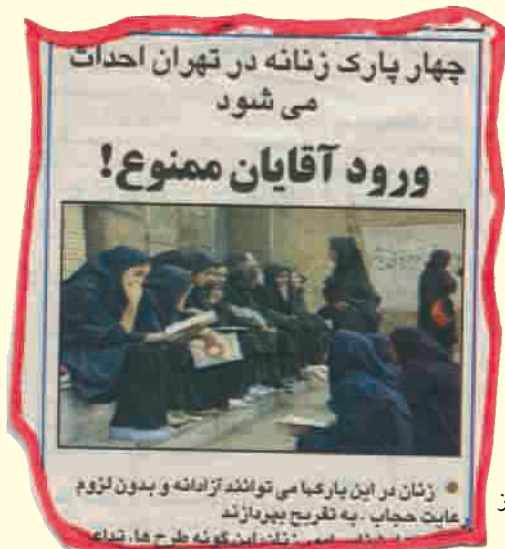 چهار پارک زنانه در تهران احداث
می شود
ورود آقایان ممنوع!
● زنان در این پارکها می توانند آزادانه و بدون لزوم
عایت حجاب ، به تفریح بپردازند